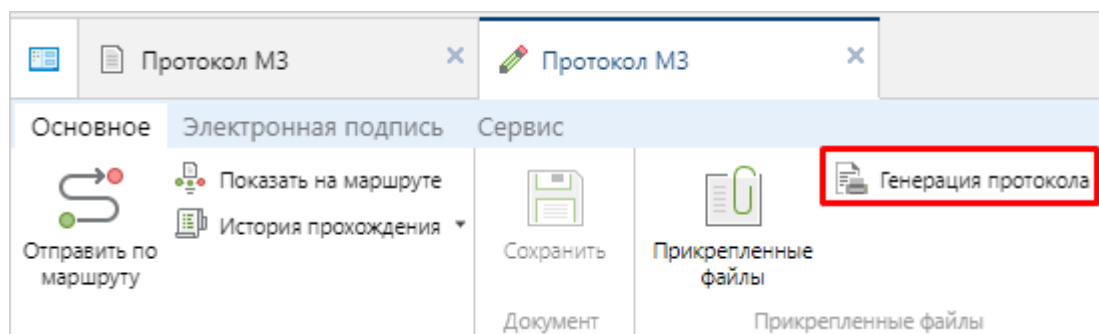 Протокол МЗ
Протокол МЗ
Основное Электронная подпись Сервис
Показать на маршруте
История прохождения
Отправить по
маршруту
Сохранить
Документ
Прикрепленные
файлы
Генерация протокола
Прикрепленные файлы